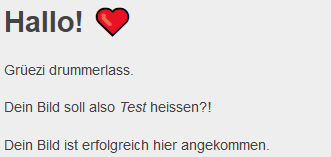 Hallo!
Grüezi drummerlass.
Dein Bild soll also Test heissen?!
Dein Bild ist erfolgreich hier angekommen.